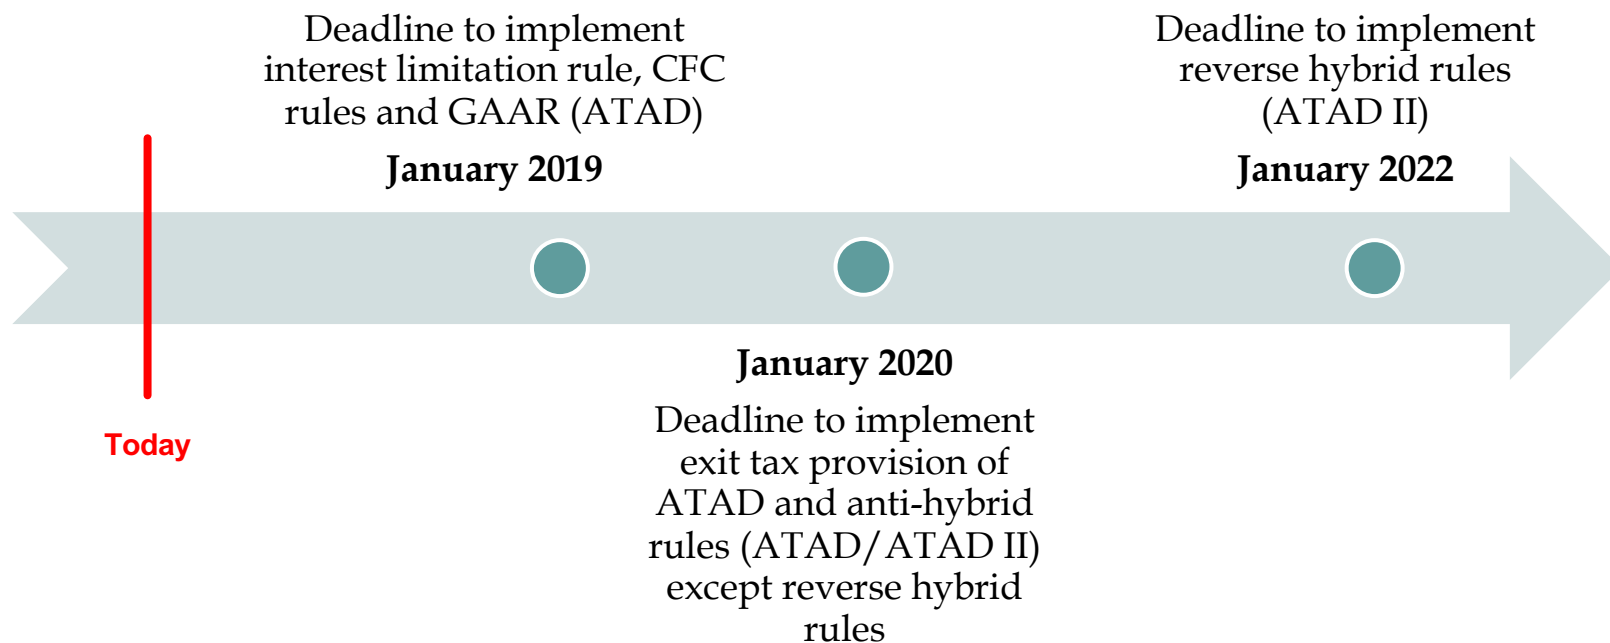 Deadline to implement
interest limitation rule, CFC
rules and GAAR (ATAD)
January 2019
Deadline to implement
reverse hybrid rules
(ATAD II)
January 2022
Today
January 2020
Deadline to implement
exit tax provision of
ATAD and anti-hybrid
rules (ATAD/ATAD II)
except reverse hybrid
rules